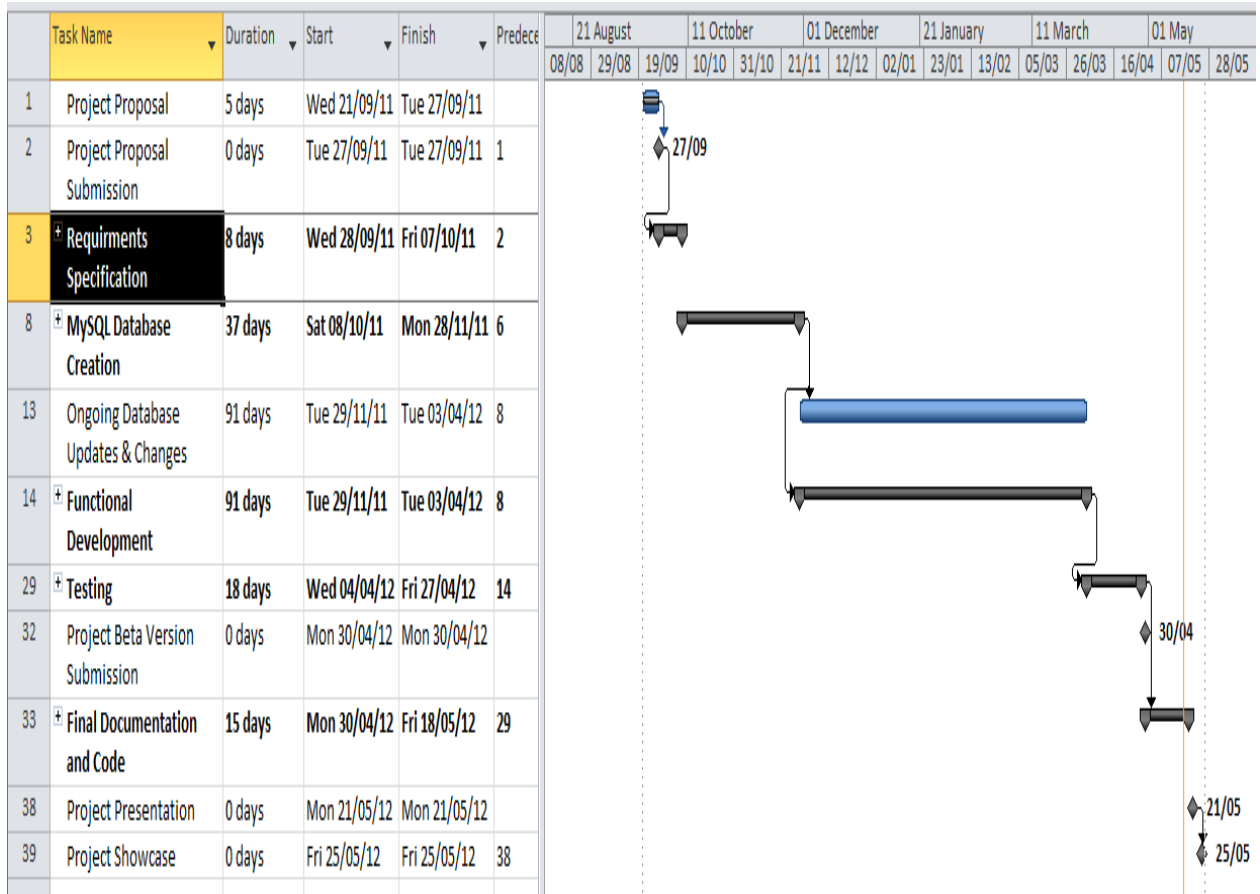 Task Name Duration Start Finish Predece
21 August 11 October 01 December 21 January 11 March 01 May
08/08 29/08 19/09 10/10 31/10 21/11 12/12 02/01 23/01 13/02 05/03 26/03 16/04 07/05 28/05
1 Project Proposal 5 days Wed 21/09/11 Tue 27/09/11
2 Project Proposal 0 days Tue 27/09/11 Tue 27/09/11 1
Submission
27/09
3 Requirments 8 days Wed 28/09/11 Fri 07/10/11 2
Specification
8 MySQL Database 37 days Sat 08/10/11 Mon 28/11/11 6
Creation
13 Ongoing Database 91 days Tue 29/11/11 Tue 03/04/12 8
Updates & Changes
14 Functional 91 days Tue 29/11/11 Tue 03/04/12 8
Development
29 Testing 18 days Wed 04/04/12 Fri 27/04/12 14
32 Project Beta Version 0 days Mon 30/04/12 Mon 30/04/12
Submission
30/04
33 Final Documentation 15 days Mon 30/04/12 Fri 18/05/12 29
and Code
38 Project Presentation 0 days Mon 21/05/12 Mon 21/05/12
21/05
39 Project Showcase 0 days Fri 25/05/12 Fri 25/05/12 38
25/05